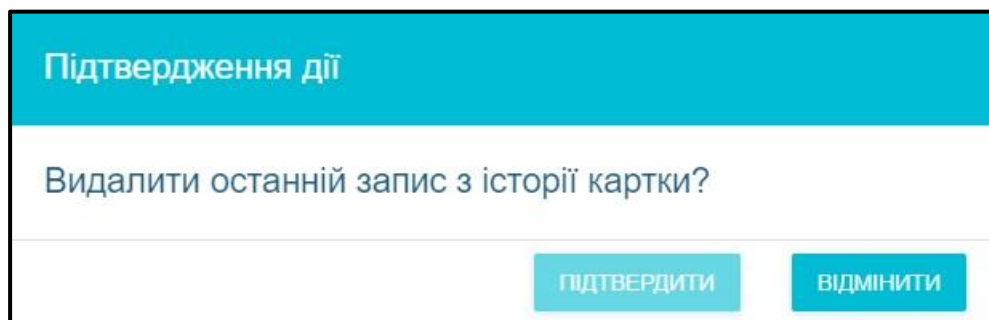 Підтвердження дії
Видалити останній запис з історії картки?
ПІДТВЕРДИТИ ВІДМІНИТИ